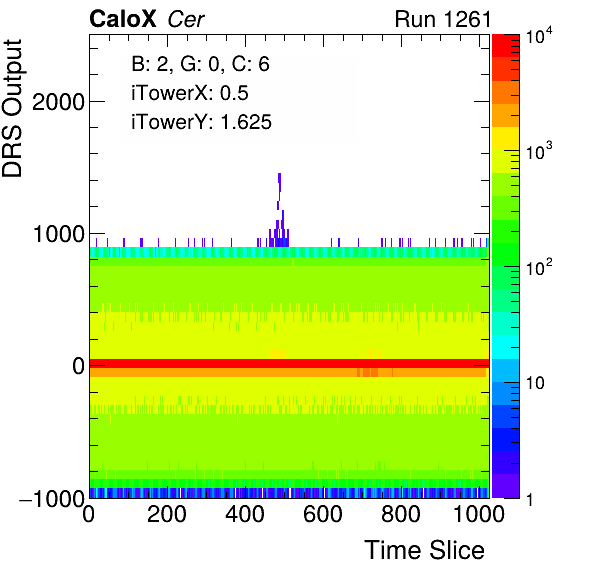 CaloX Cer Run 1261
B: 2, G: 0, C: 6
iTowerX: 0.5
iTowerY: 1.625
DRS Output
2000
1000
0
−1000
0 200 400 600 800 1000
Time Slice
10⁴
10³
10²
10
1